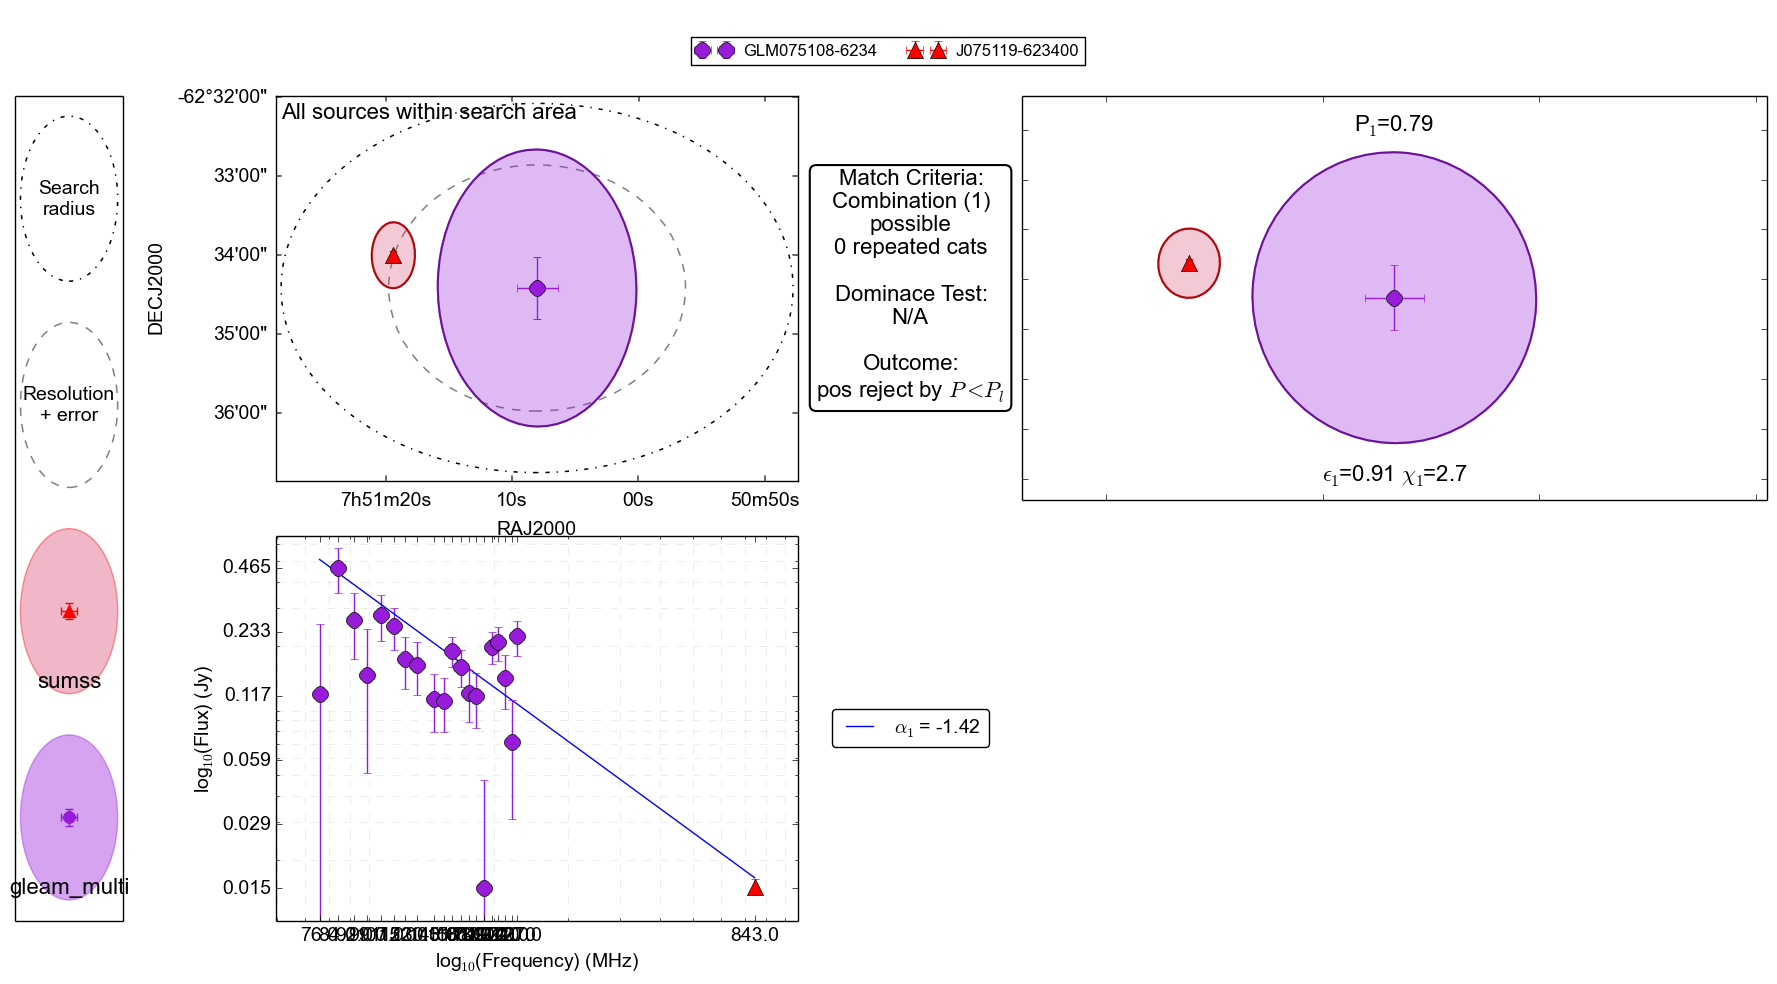 GLM075108-6234
J075119-623400
Search
radius
Resolution
+ error
sumss
gleam_multi
All sources within search area
-62°32'00"
33'00"
34'00"
35'00"
36'00"
DECJ2000
7h51m20s
10s
00s
50m50s
RAJ2000
Match Criteria:
Combination (1)
possible
0 repeated cats
Dominace Test:
N/A
Outcome:
pos reject by P<P_l
P₁=0.79
ϵ₁=0.91 χ₁=2.7
0.465
0.233
0.117
0.059
0.029
0.015
log₁₀(Flux) (Jy)
843.0
log₁₀(Frequency) (MHz)
α₁ = -1.42